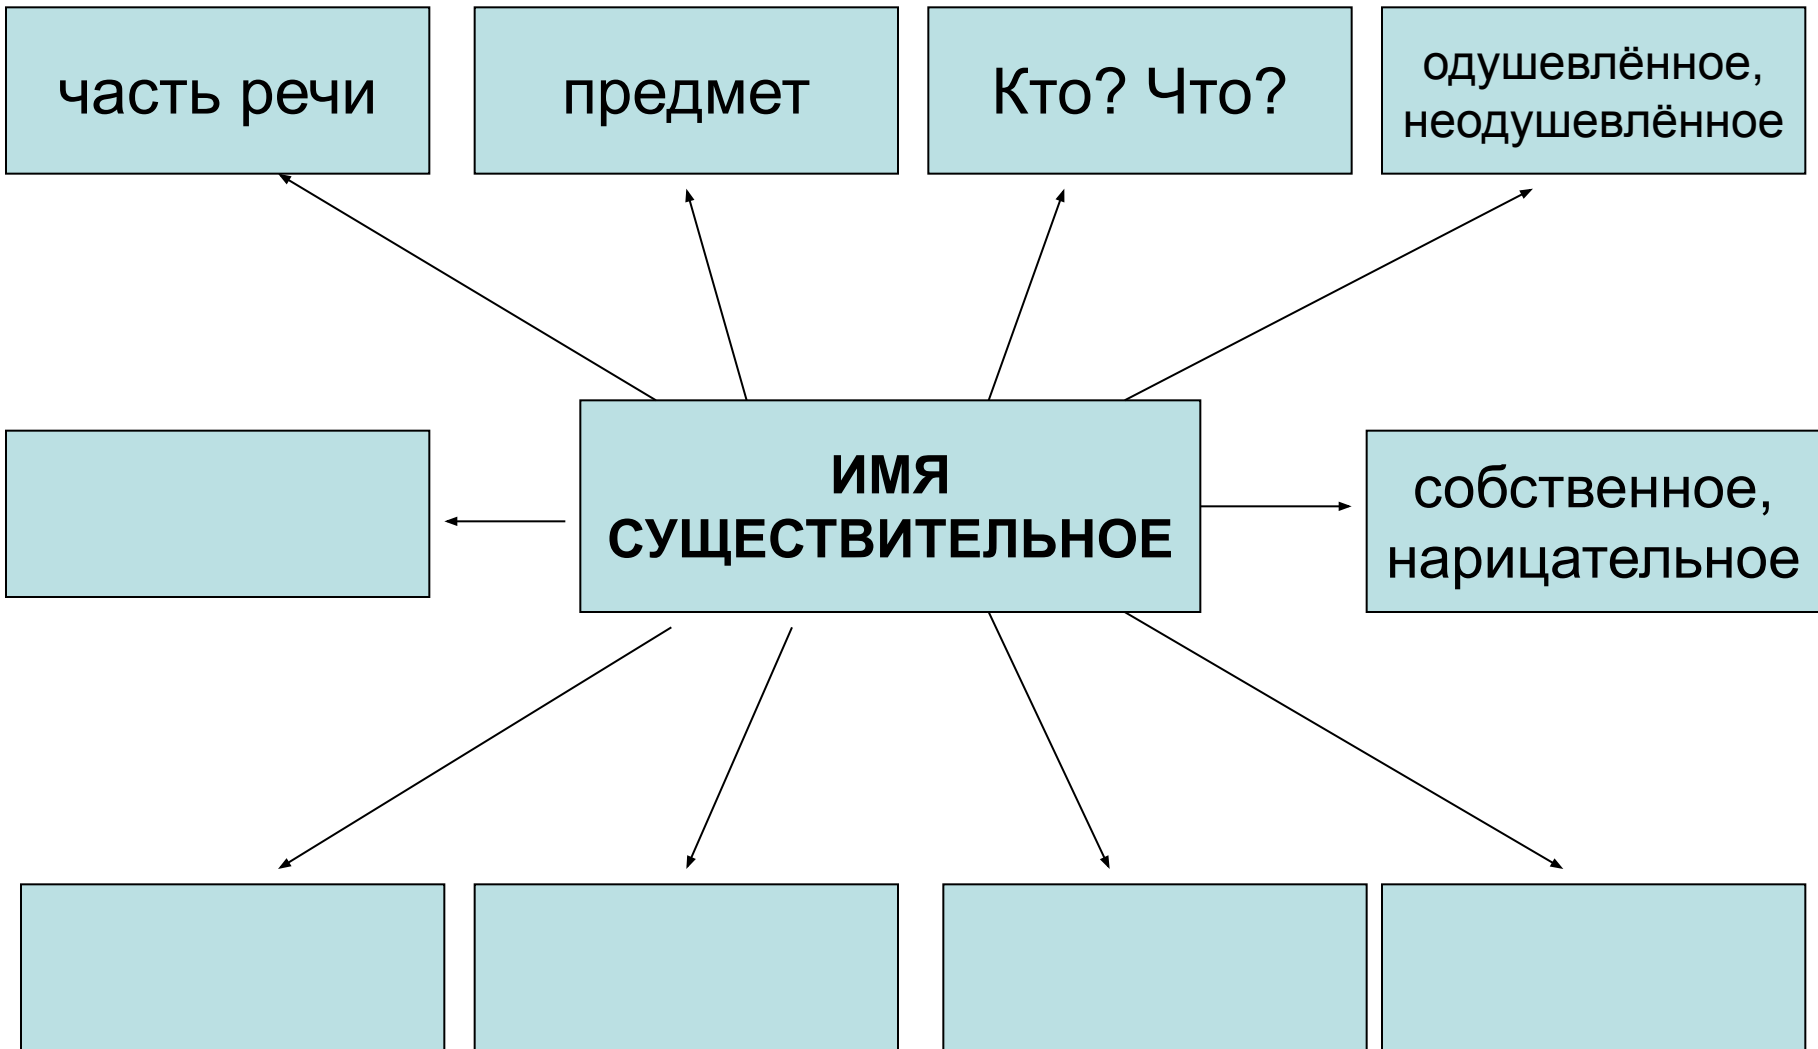 часть речи
предмет
Кто? Что?
одушевлённое,
неодушевлённое
ИМЯ
СУЩЕСТВИТЕЛЬНОЕ
собственное,
нарицательное